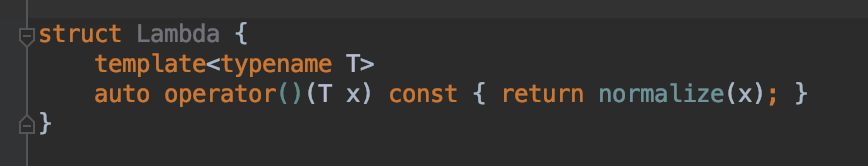 struct Lambda {
    template<typename T>
    auto operator()(T x) const { return normalize(x); }
}